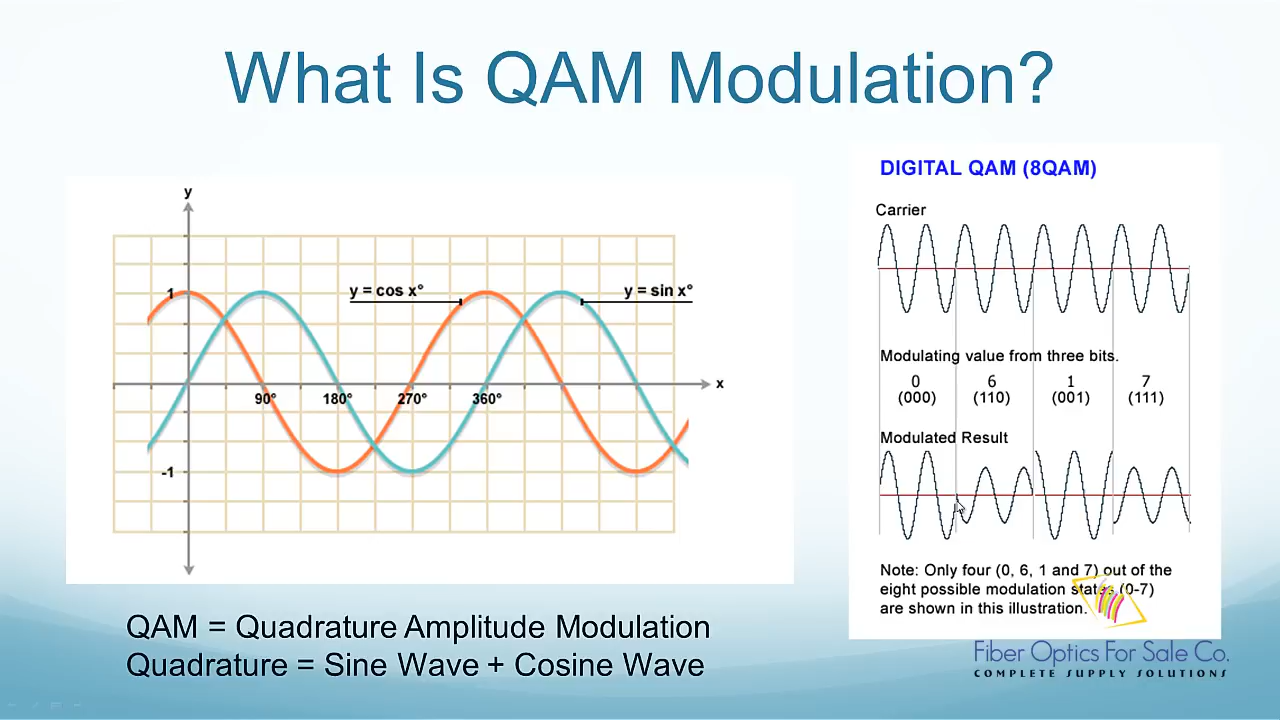 What Is QAM Modulation?
y
1
y = cos x°
y = sin x°
x
90°
180°
270°
360°
-1
QAM = Quadrature Amplitude Modulation
Quadrature = Sine Wave + Cosine Wave
DIGITAL QAM (8QAM)
Carrier
Modulating value from three bits.
0 6 1 7
(000) (110) (001) (111)
Modulated Result
Note: Only four (0, 6, 1 and 7) out of the
eight possible modulation states (0-7)
are shown in this illustration.
Fiber Optics For Sale Co.
COMPLETE SUPPLY SOLUTIONS